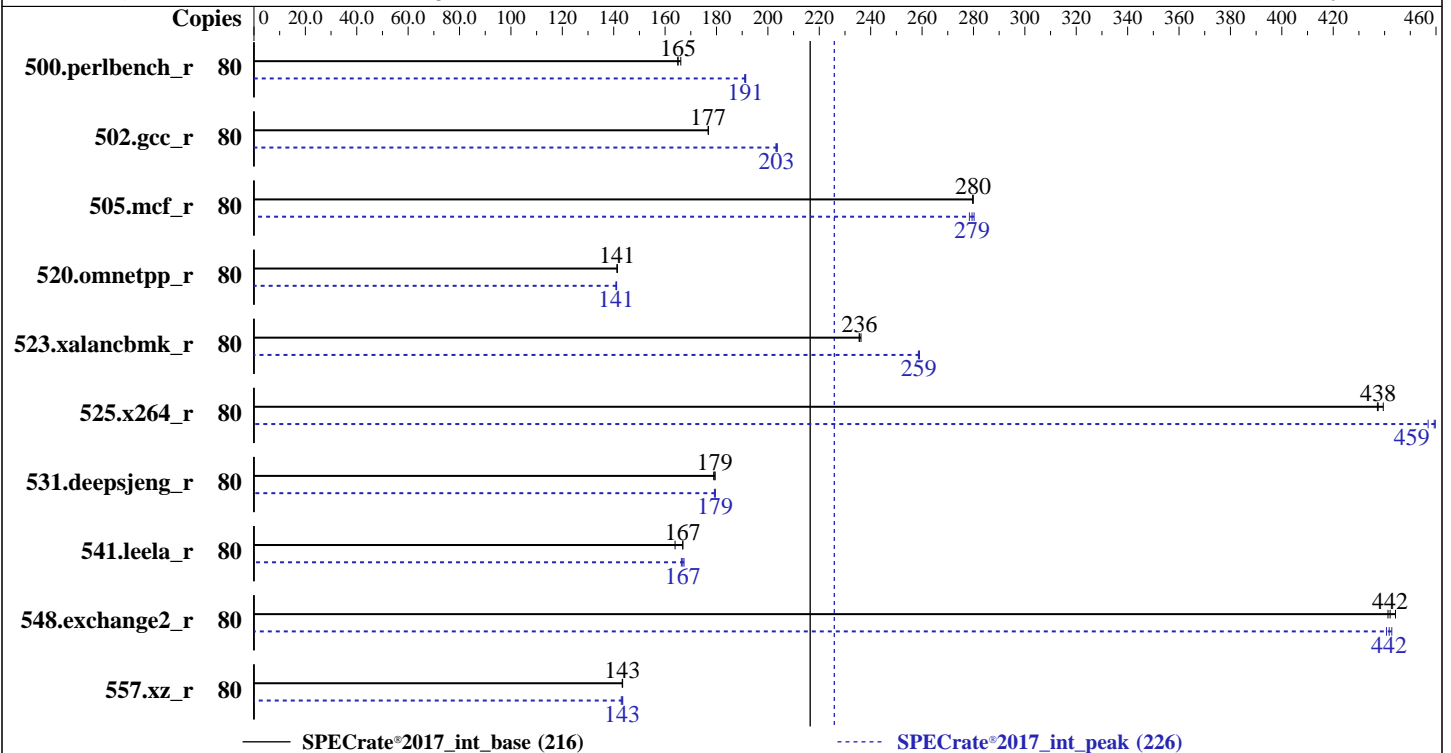 Copies 0 20.0 40.0 60.0 80.0 100 120 140 160 180 200 220 240 260 280 300 320 340 360 380 400 420 460
165
500.perlbench_r 80
191
177
502.gcc_r 80
203
280
505.mcf_r 80
279
141
520.omnetpp_r 80
141
236
523.xalancbmk_r 80
259
438
525.x264_r 80
459
179
531.deepsjeng_r 80
179
167
541.leela_r 80
167
442
548.exchange2_r 80
442
143
557.xz_r 80
143
SPECrate®2017_int_base (216) SPECrate®2017_int_peak (226)